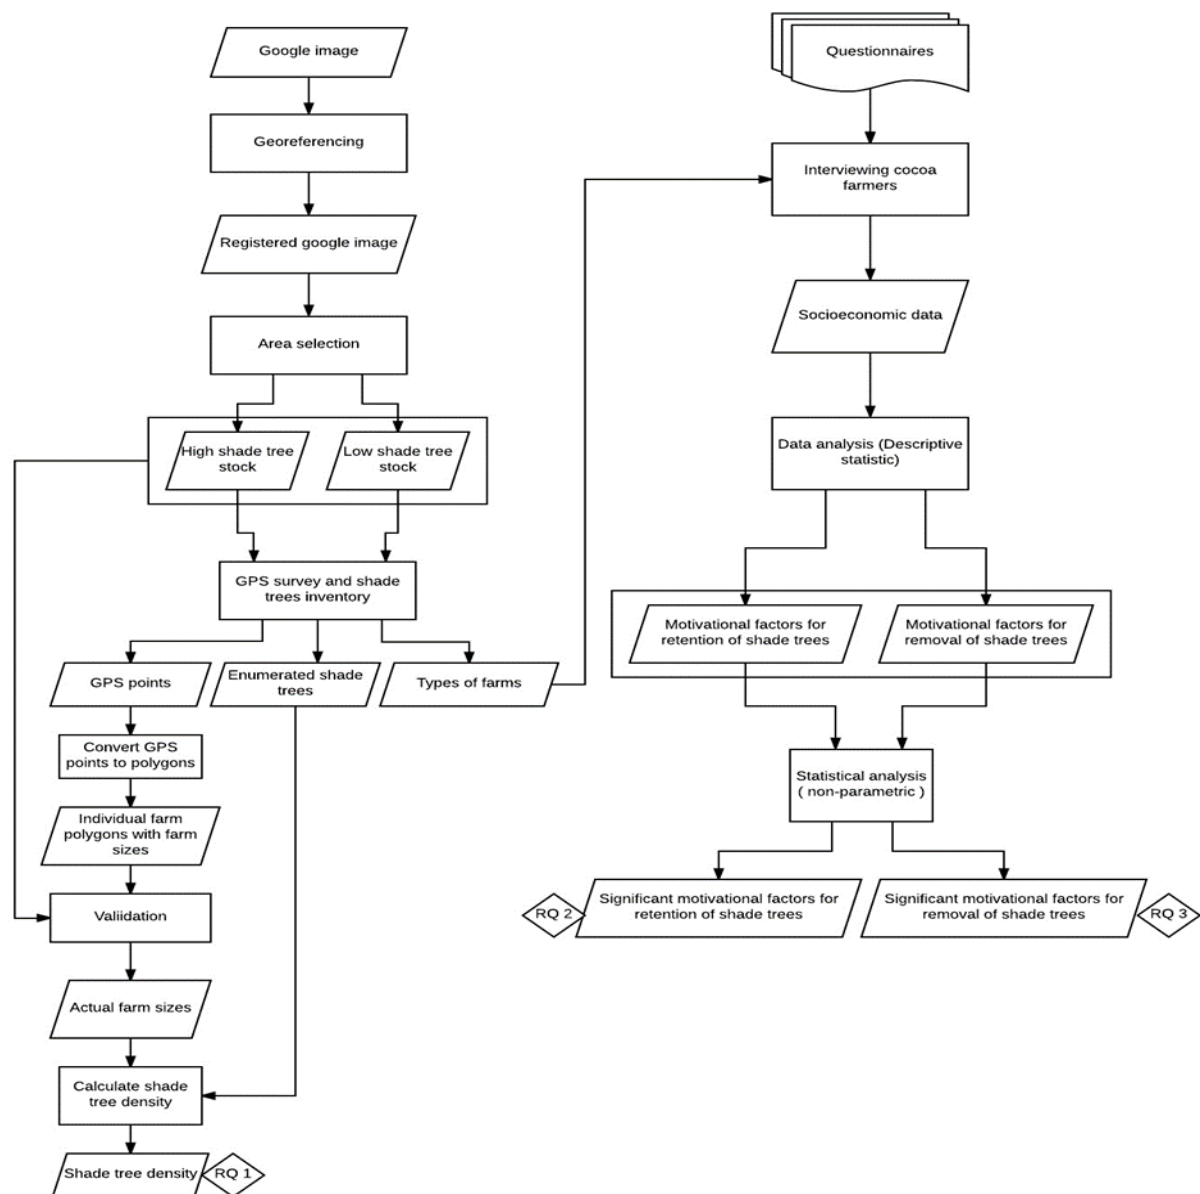 Google image
Georeferencing
Registered google image
Area selection
High shade tree
stock
Low shade tree
stock
GPS survey and shade
trees inventory
GPS points
Enumerated shade
trees
Types of farms
Convert GPS
points to polygons
Individual farm
polygons with farm
sizes
Valiidation
Actual farm sizes
Calculate shade
tree density
Shade tree density
RQ 1
Questionnaires
Interviewing cocoa
farmers
Socioeconomic data
Data analysis (Descriptive
statistic)
Motivational factors for
retention of shade trees
Motivational factors for
removal of shade trees
Statistical analysis
( non-parametric )
RQ 2
Significant motivational factors for
retention of shade trees
Significant motivational factors for
removal of shade trees
RQ 3